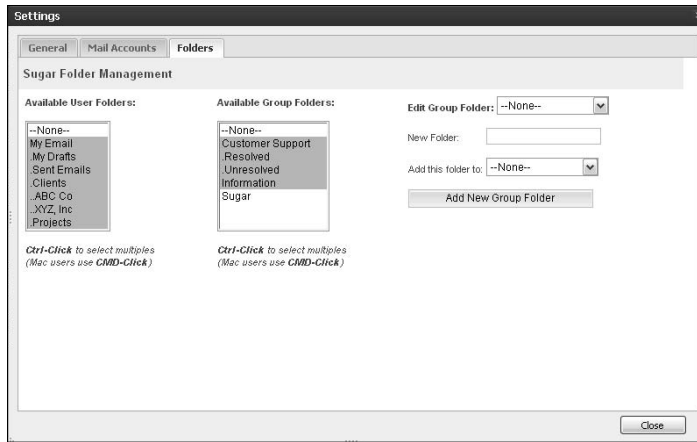 Settings
General
Mail Accounts
Folders
Sugar Folder Management
Available User Folders:
--None--
My Email
.My Drafts
.Sent Emails
.Clients
..ABC Co
..XYZ, Inc
.Projects
Ctrl-Click to select multiples
(Mac users use CMD-Click)
Available Group Folders:
--None--
Customer Support
.Resolved
.Unresolved
Information
Sugar
Ctrl-Click to select multiples
(Mac users use CMD-Click)
Edit Group Folder: --None--
New Folder:
Add this folder to: --None--
Add New Group Folder
Close